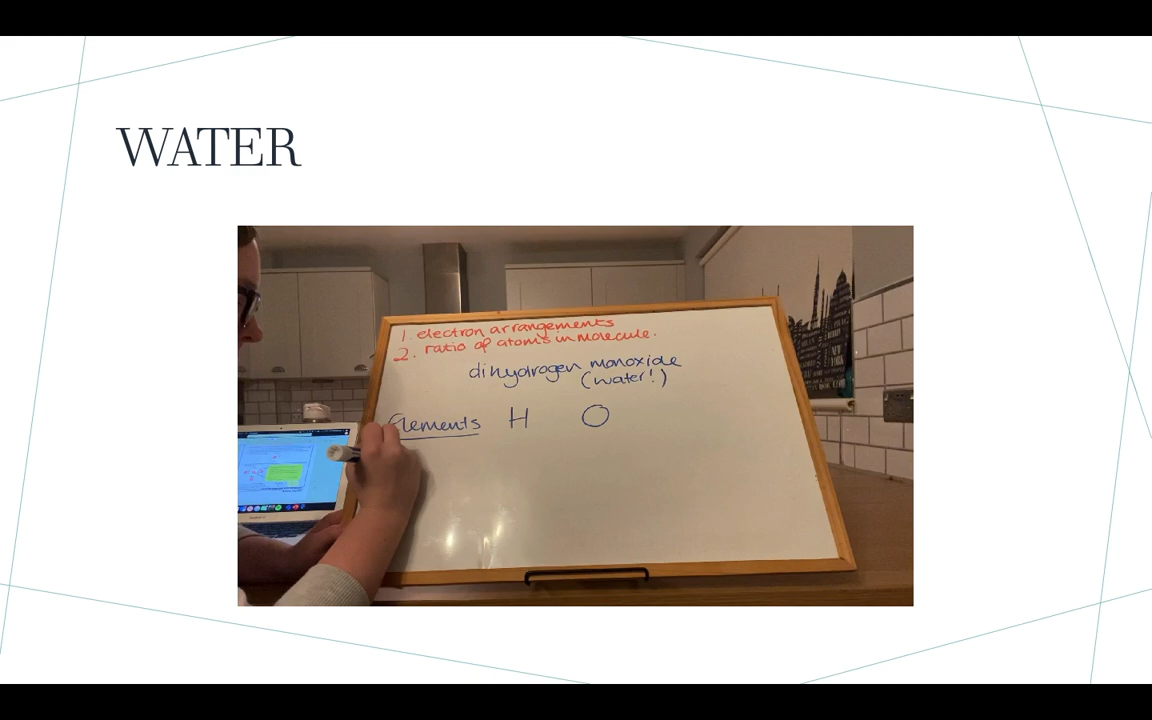 WATER
1. electron arrangements
2. ratio of atoms in molecule.
dihydrogen monoxide
(water!)
Elements H O